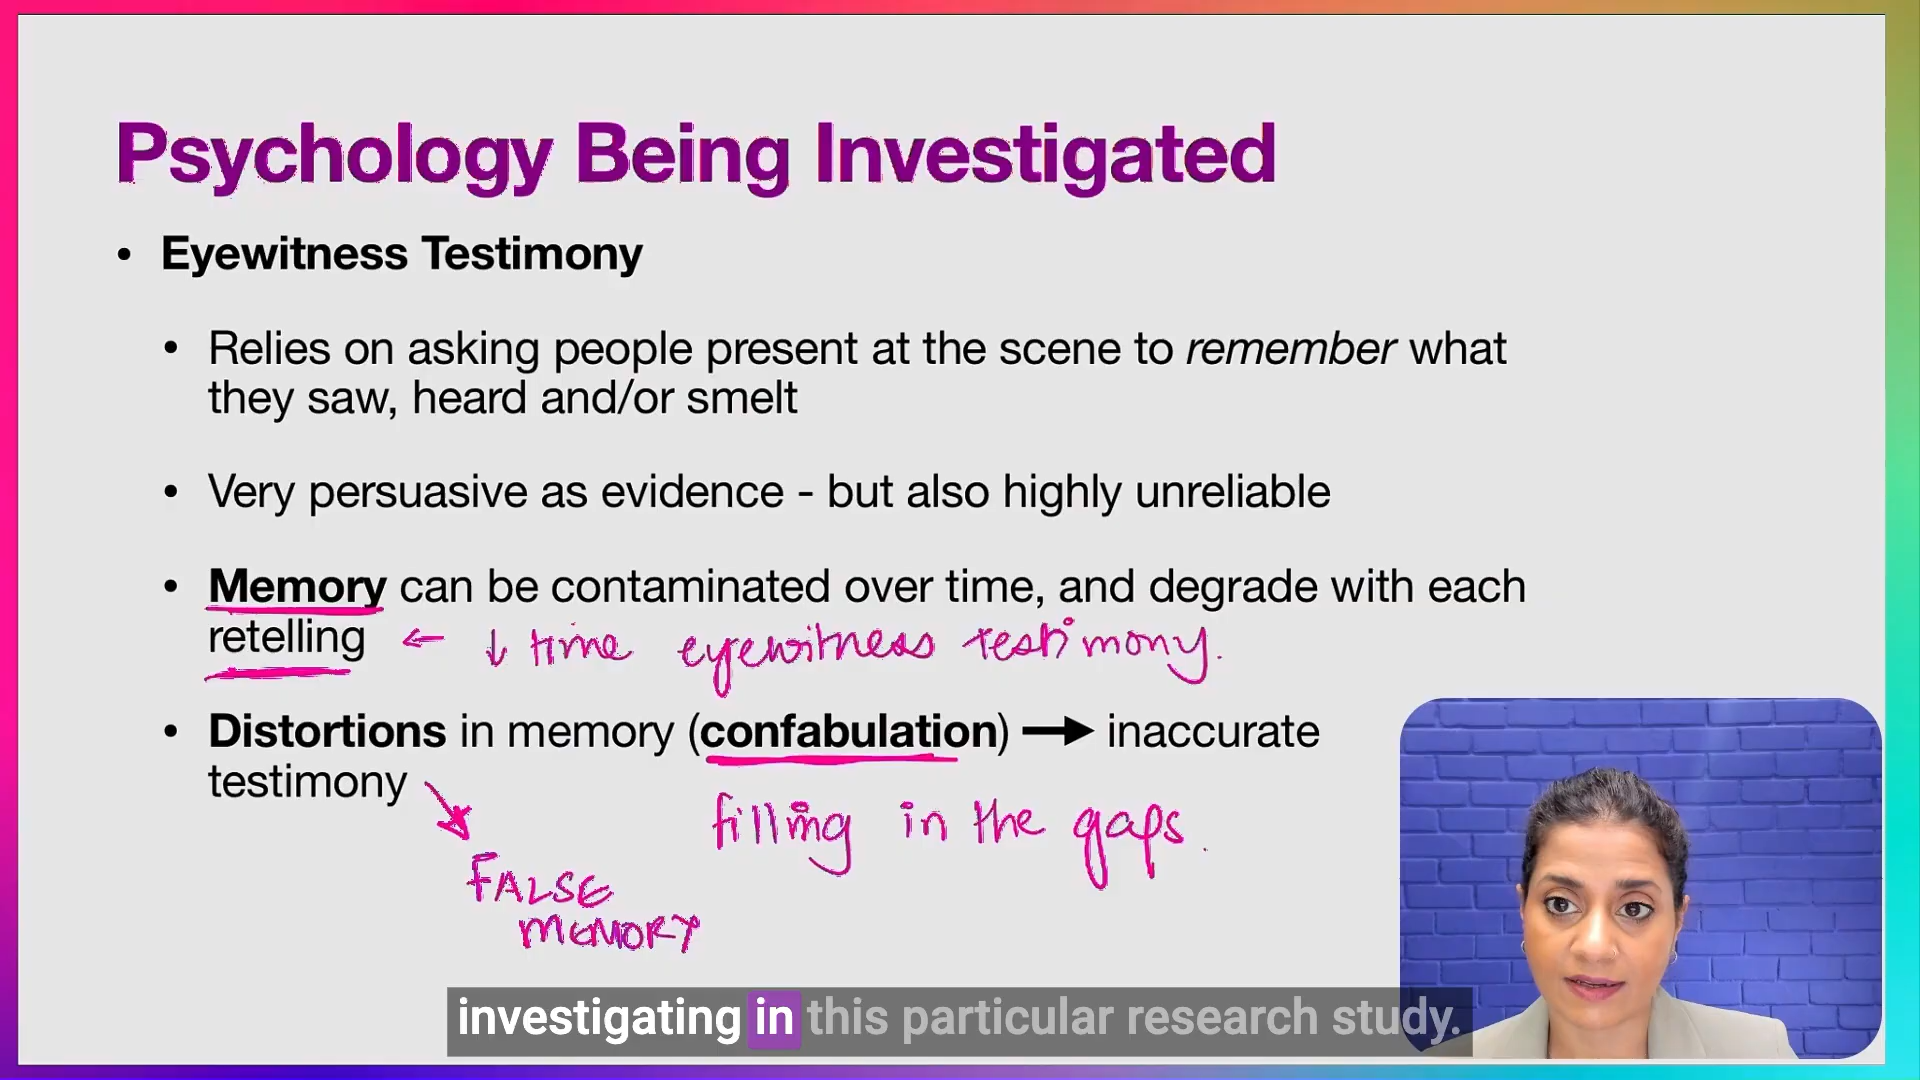 Psychology Being Investigated
• Eyewitness Testimony
• Relies on asking people present at the scene to remember what
they saw, heard and/or smelt
• Very persuasive as evidence - but also highly unreliable
• Memory can be contaminated over time, and degrade with each
retelling ← ↓ time eyewitness testimony.
• Distortions in memory (confabulation) → inaccurate
testimony
filling in the gaps.
FALSE
MEMORY
investigating in this particular research study.